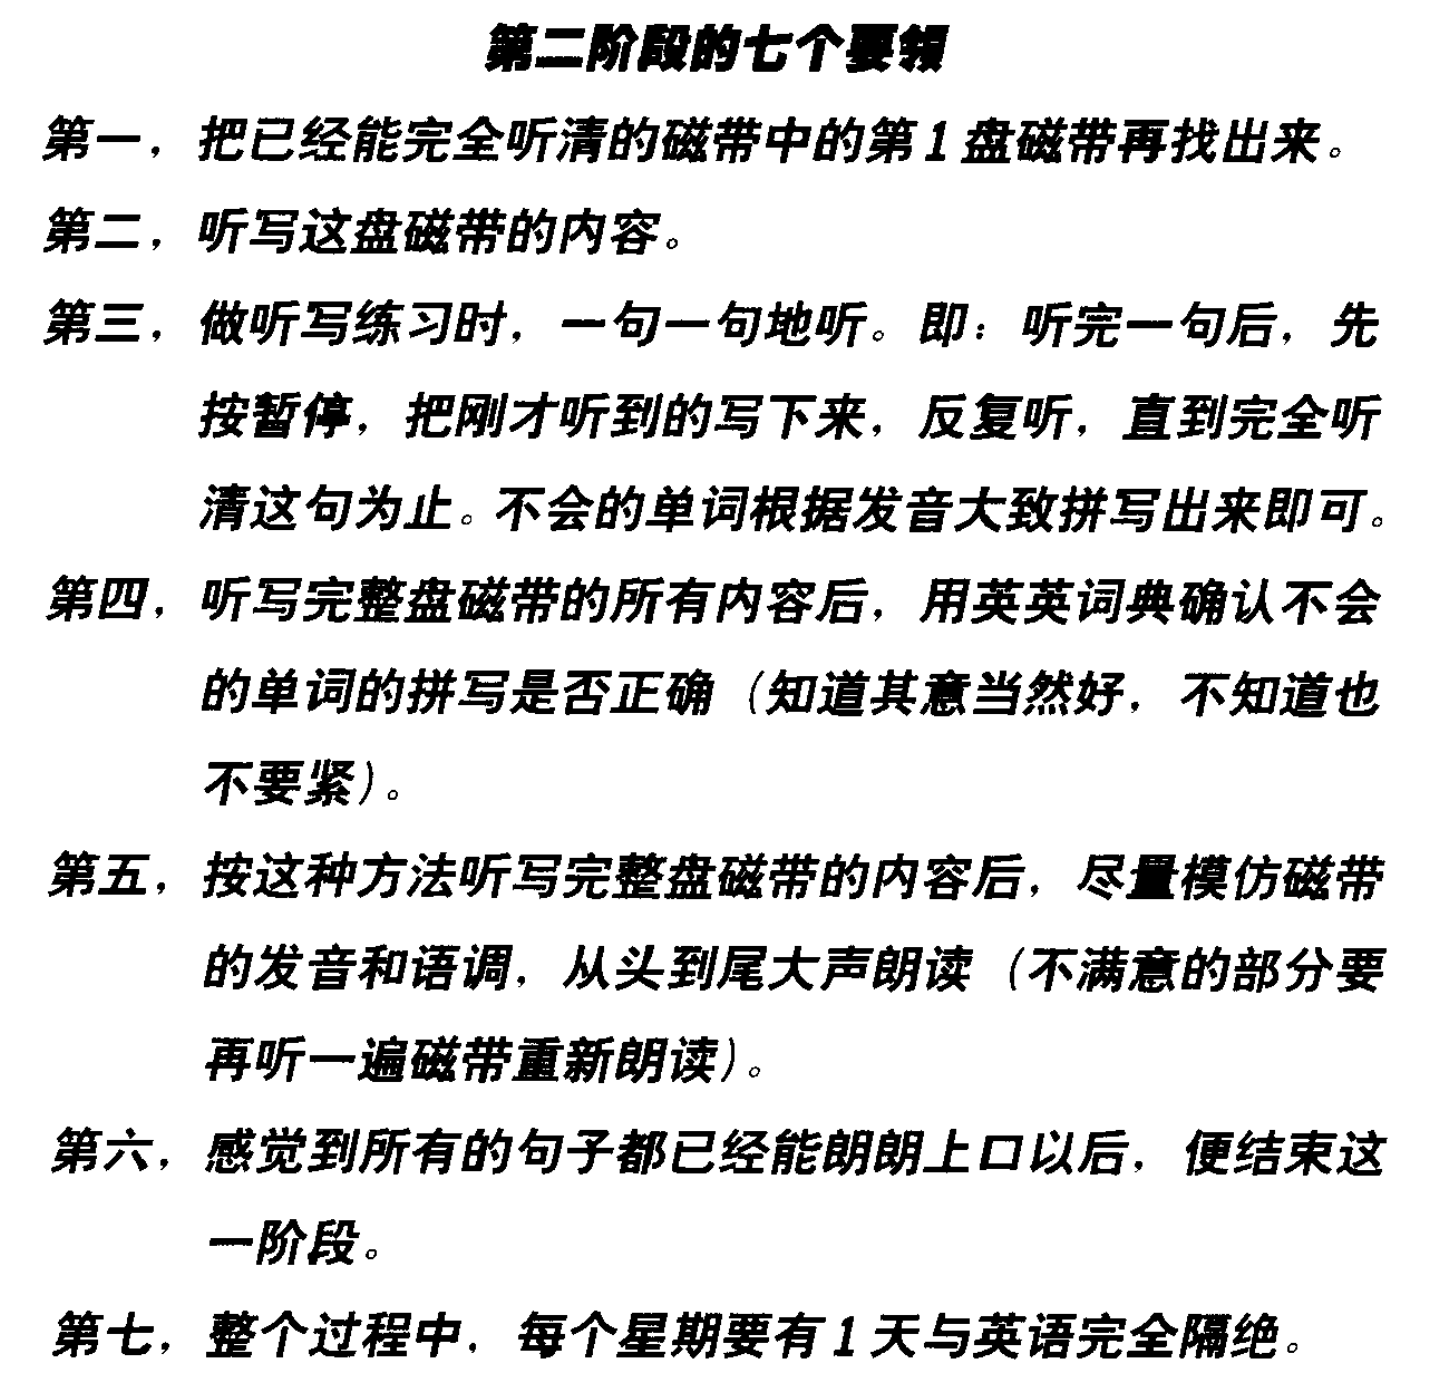 第二阶段的七个要领
第一，把已经能完全听清的磁带中的第1盘磁带再找出来。
第二，听写这盘磁带的内容。
第三，做听写练习时，一句一句地听。即：听完一句后，先
按暂停，把刚才听到的写下来，反复听，直到完全听
清这句为止。不会的单词根据发音大致拼写出来即可。
第四，听写完整盘磁带的所有内容后，用英英词典确认不会
的单词的拼写是否正确（知道其意当然好，不知道也
不要紧）。
第五，按这种方法听写完整盘磁带的内容后，尽量模仿磁带
的发音和语调，从头到尾大声朗读（不满意的部分要
再听一遍磁带重新朗读）。
第六，感觉到所有的句子都已经能朗朗上口以后，便结束这
一阶段。
第七，整个过程中，每个星期要有1天与英语完全隔绝。